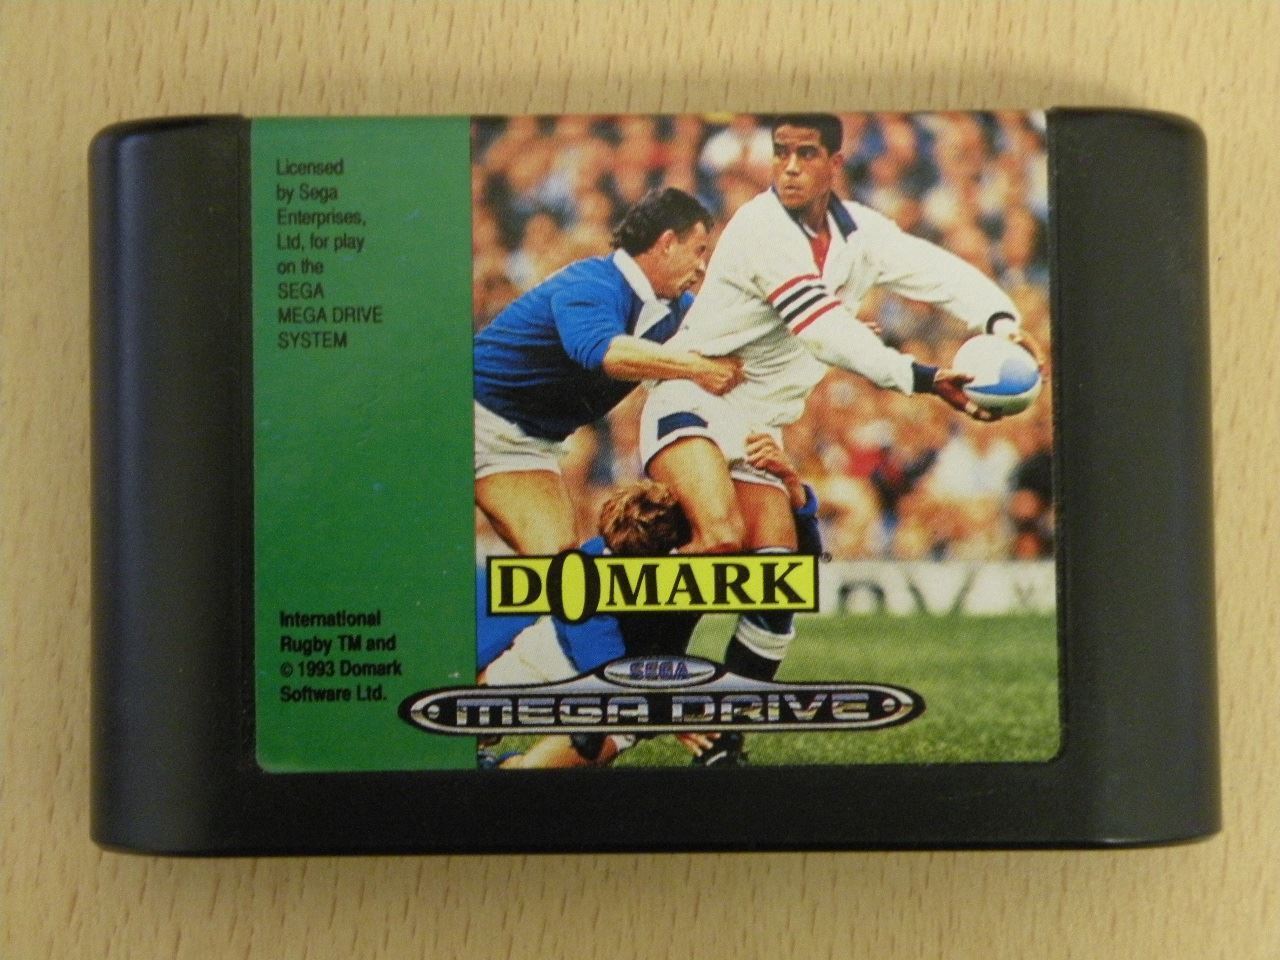 Licensed
by Sega
Enterprises,
Ltd, for play
on the
SEGA
MEGA DRIVE
SYSTEM
DOMARK
International
Rugby TM and
© 1993 Domark
Software Ltd.
SEGA
MEGA DRIVE